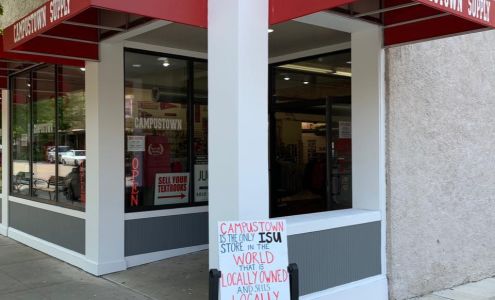 CAMPUSTOWN SUPPLY
CAMPUSTOWN SUPPLY
CAMPUSTOWN
OPEN
SELL YOUR
TEXTBOOKS
CAMPUSTOWN
IS THE ONLY ISU
STORE IN THE
WORLD
THAT IS
LOCALLY OWNED
AND SELLS
LOCALLY